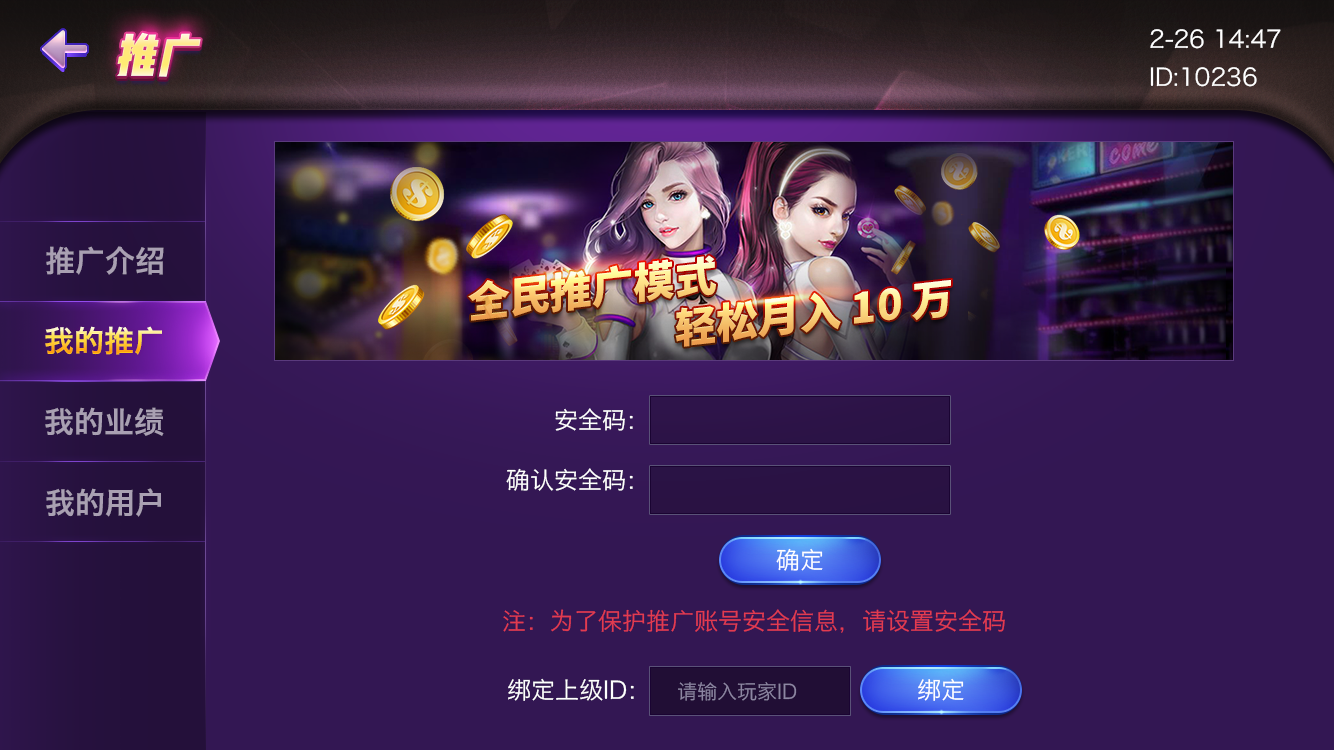 推广
2-26 14:47
ID:10236
推广介绍
我的推广
我的业绩
我的用户
全民推广模式
轻松月入 10 万
安全码：
确认安全码：
确定
注：为了保护推广账号安全信息，请设置安全码
绑定上级ID：
请输入玩家ID
绑定